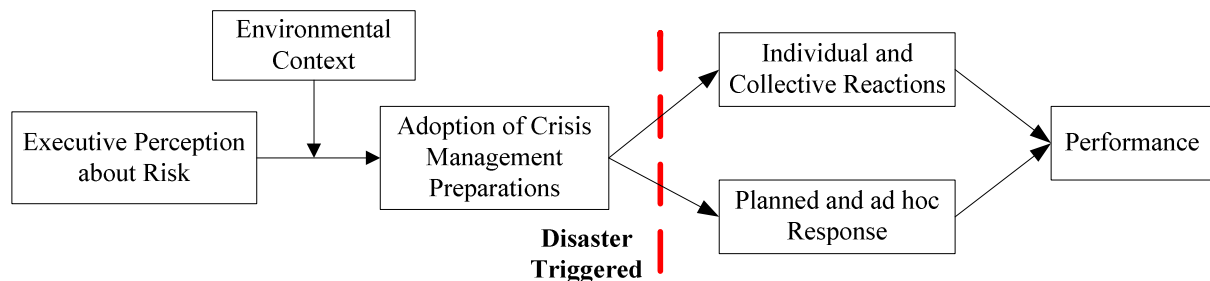 Environmental
Context
Executive Perception
about Risk
Adoption of Crisis
Management
Preparations
Disaster
Triggered
Individual and
Collective Reactions
Planned and ad hoc
Response
Performance